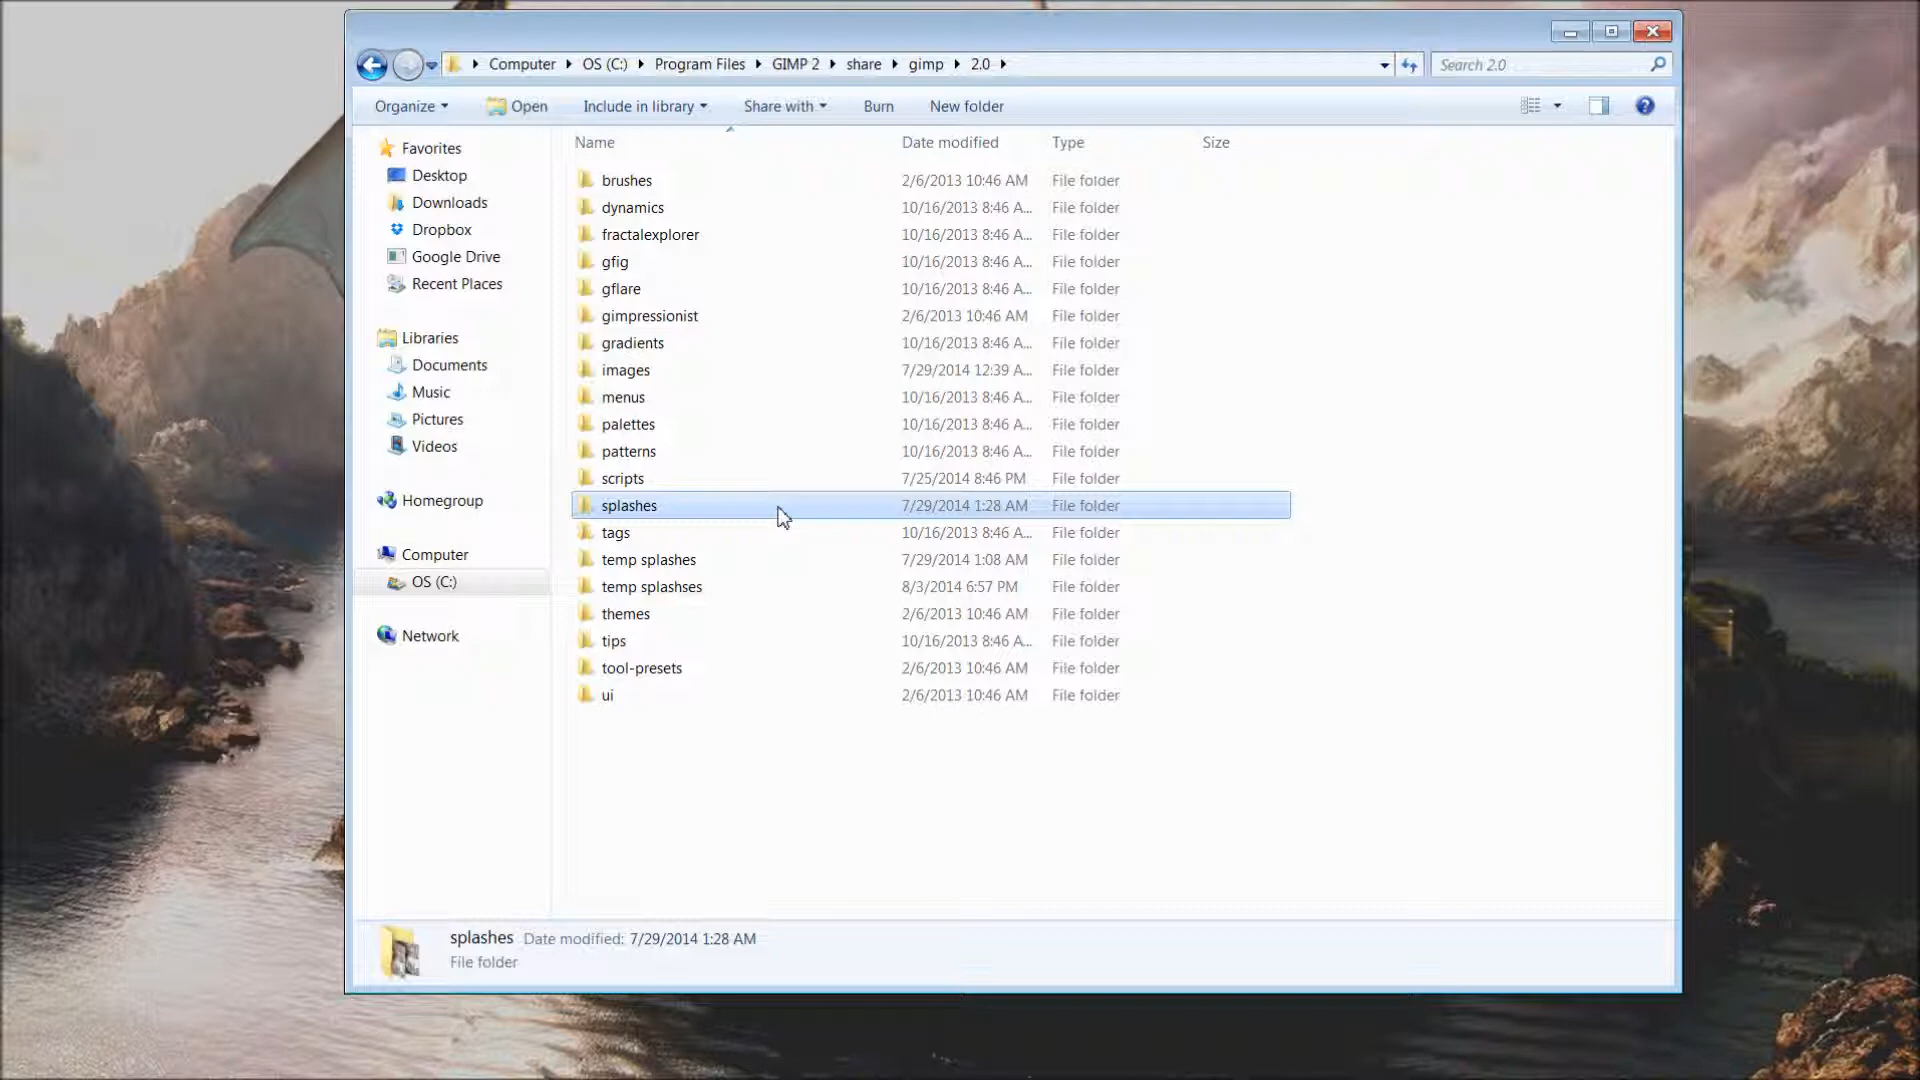 Computer OS (C:) Program Files GIMP 2 share gimp 2.0 Search 2.0
Organize Open Include in library Share with Burn New folder
Favorites
Desktop
Downloads
Dropbox
Google Drive
Recent Places
Libraries
Documents
Music
Pictures
Videos
Homegroup
Computer
OS (C:)
Network
Name Date modified Type Size
brushes 2/6/2013 10:46 AM File folder
dynamics 10/16/2013 8:46 A... File folder
fractalexplorer 10/16/2013 8:46 A... File folder
gfig 10/16/2013 8:46 A... File folder
gflare 10/16/2013 8:46 A... File folder
gimpressionist 2/6/2013 10:46 AM File folder
gradients 10/16/2013 8:46 A... File folder
images 7/29/2014 12:39 A... File folder
menus 10/16/2013 8:46 A... File folder
palettes 10/16/2013 8:46 A... File folder
patterns 10/16/2013 8:46 A... File folder
scripts 7/25/2014 8:46 PM File folder
splashes 7/29/2014 1:28 AM File folder
tags 10/16/2013 8:46 A... File folder
temp splashes 7/29/2014 1:08 AM File folder
temp splashses 8/3/2014 6:57 PM File folder
themes 2/6/2013 10:46 AM File folder
tips 10/16/2013 8:46 A... File folder
tool-presets 2/6/2013 10:46 AM File folder
ui 2/6/2013 10:46 AM File folder
splashes Date modified: 7/29/2014 1:28 AM
File folder